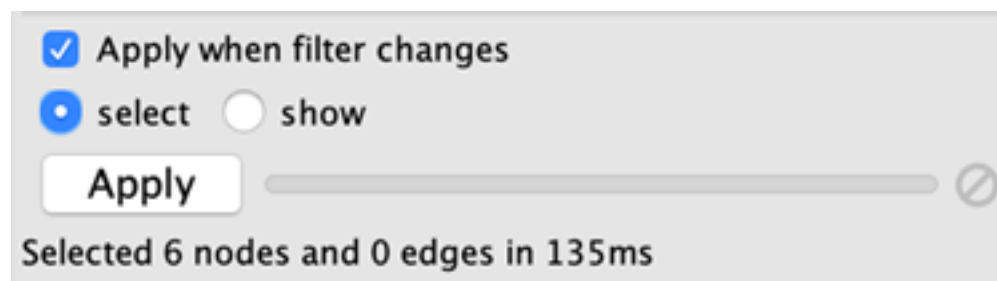 Apply when filter changes
select show
Apply
Selected 6 nodes and 0 edges in 135ms